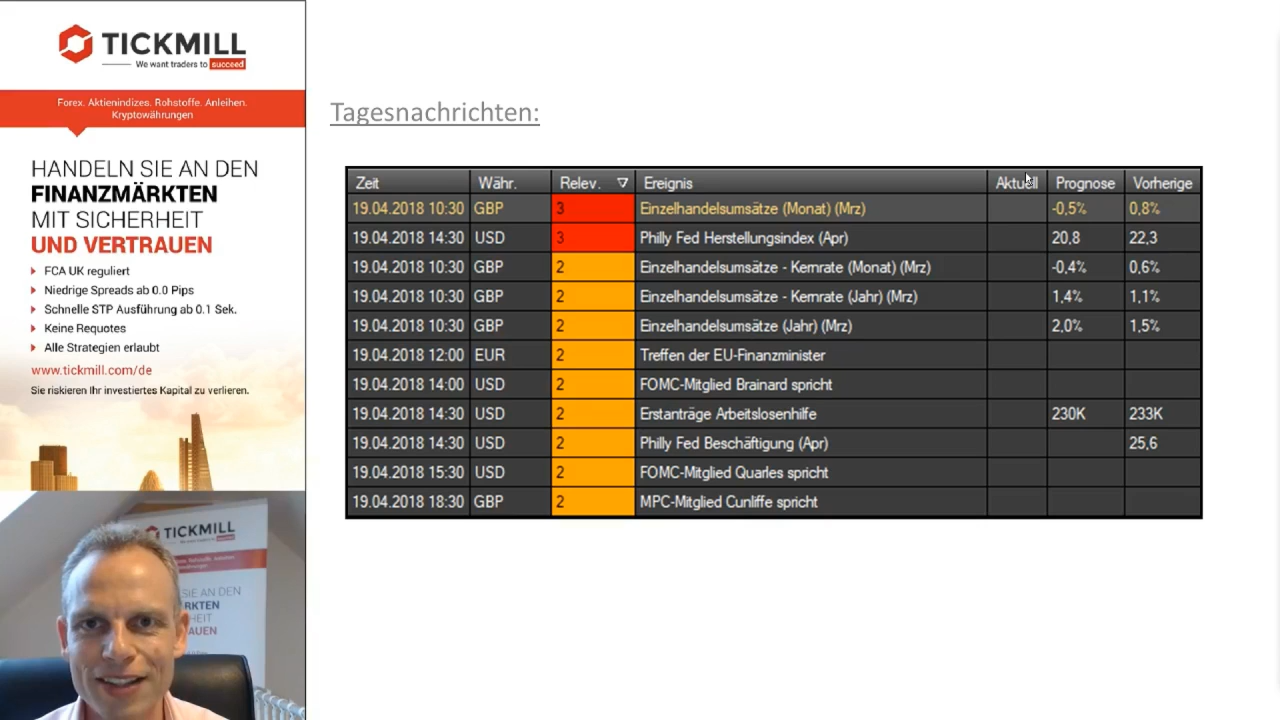 TICKMILL
We want traders to succeed
Forex. Aktienindizes. Rohstoffe. Anleihen.
Kryptowährungen
HANDELN SIE AN DEN
FINANZMÄRKTEN
MIT SICHERHEIT
UND VERTRAUEN
FCA UK reguliert
Niedrige Spreads ab 0.0 Pips
Schnelle STP Ausführung ab 0.1 Sek.
Keine Requotes
Alle Strategien erlaubt
www.tickmill.com/de
Sie riskieren Ihr investiertes Kapital zu verlieren.
Tagesnachrichten:
Zeit Währ. Relev. Ereignis Aktuell Prognose Vorherige
19.04.2018 10:30 GBP 3 Einzelhandelsumsätze (Monat) (Mrz) -0,5% 0,8%
19.04.2018 14:30 USD 3 Philly Fed Herstellungsindex (Apr) 20,8 22,3
19.04.2018 10:30 GBP 2 Einzelhandelsumsätze - Kernrate (Monat) (Mrz) -0,4% 0,6%
19.04.2018 10:30 GBP 2 Einzelhandelsumsätze - Kernrate (Jahr) (Mrz) 1,4% 1,1%
19.04.2018 10:30 GBP 2 Einzelhandelsumsätze (Jahr) (Mrz) 2,0% 1,5%
19.04.2018 12:00 EUR 2 Treffen der EU-Finanzminister
19.04.2018 14:00 USD 2 FOMC-Mitglied Brainard spricht
19.04.2018 14:30 USD 2 Erstanträge Arbeitslosenhilfe 230K 233K
19.04.2018 14:30 USD 2 Philly Fed Beschäftigung (Apr) 25,6
19.04.2018 15:30 USD 2 FOMC-Mitglied Quarles spricht
19.04.2018 18:30 GBP 2 MPC-Mitglied Cunliffe spricht
TICKMILL
SIE AN DEN
RKTEN
HEIT
RAUEN